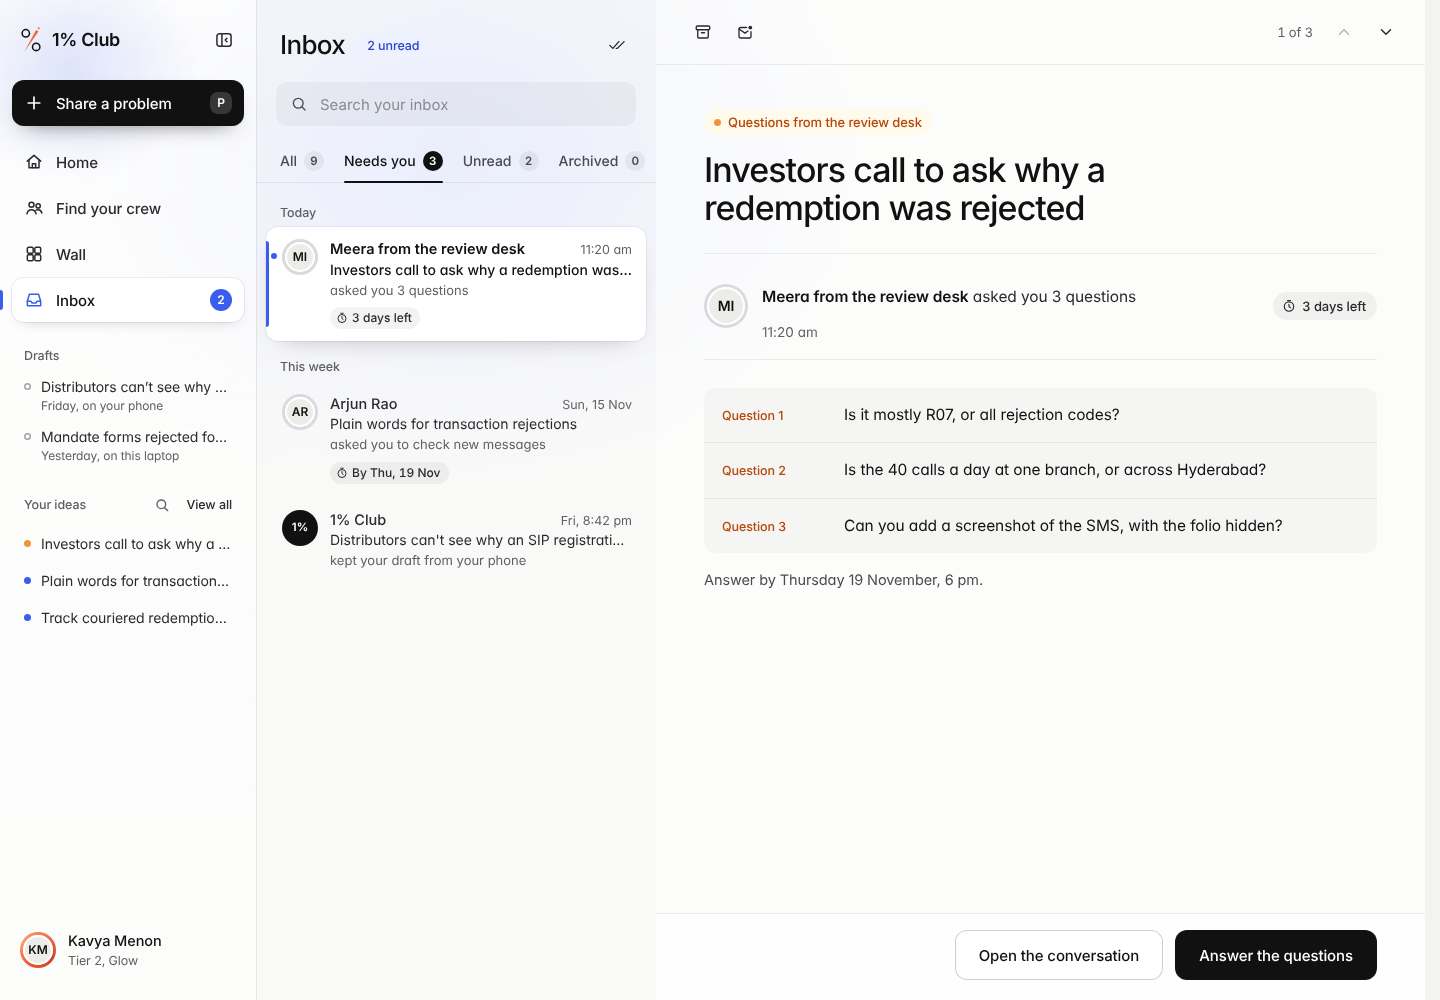 1% Club
Share a problem P
Home
Find your crew
Wall
Inbox 2
Drafts
Distributors can't see why ...
Friday, on your phone
Mandate forms rejected fo...
Yesterday, on this laptop
Your ideas View all
Investors call to ask why a ...
Plain words for transaction...
Track couriered redemptio...
KM
Kavya Menon
Tier 2, Glow
Inbox 2 unread
Search your inbox
All 9 Needs you 3 Unread 2 Archived 0
Today
MI
Meera from the review desk 11:20 am
Investors call to ask why a redemption was...
asked you 3 questions
3 days left
This week
AR
Arjun Rao Sun, 15 Nov
Plain words for transaction rejections
asked you to check new messages
By Thu, 19 Nov
1%
1% Club Fri, 8:42 pm
Distributors can't see why an SIP registrati...
kept your draft from your phone
1 of 3
Questions from the review desk
Investors call to ask why a
redemption was rejected
MI
Meera from the review desk asked you 3 questions
11:20 am
3 days left
Question 1 Is it mostly R07, or all rejection codes?
Question 2 Is the 40 calls a day at one branch, or across Hyderabad?
Question 3 Can you add a screenshot of the SMS, with the folio hidden?
Answer by Thursday 19 November, 6 pm.
Open the conversation
Answer the questions